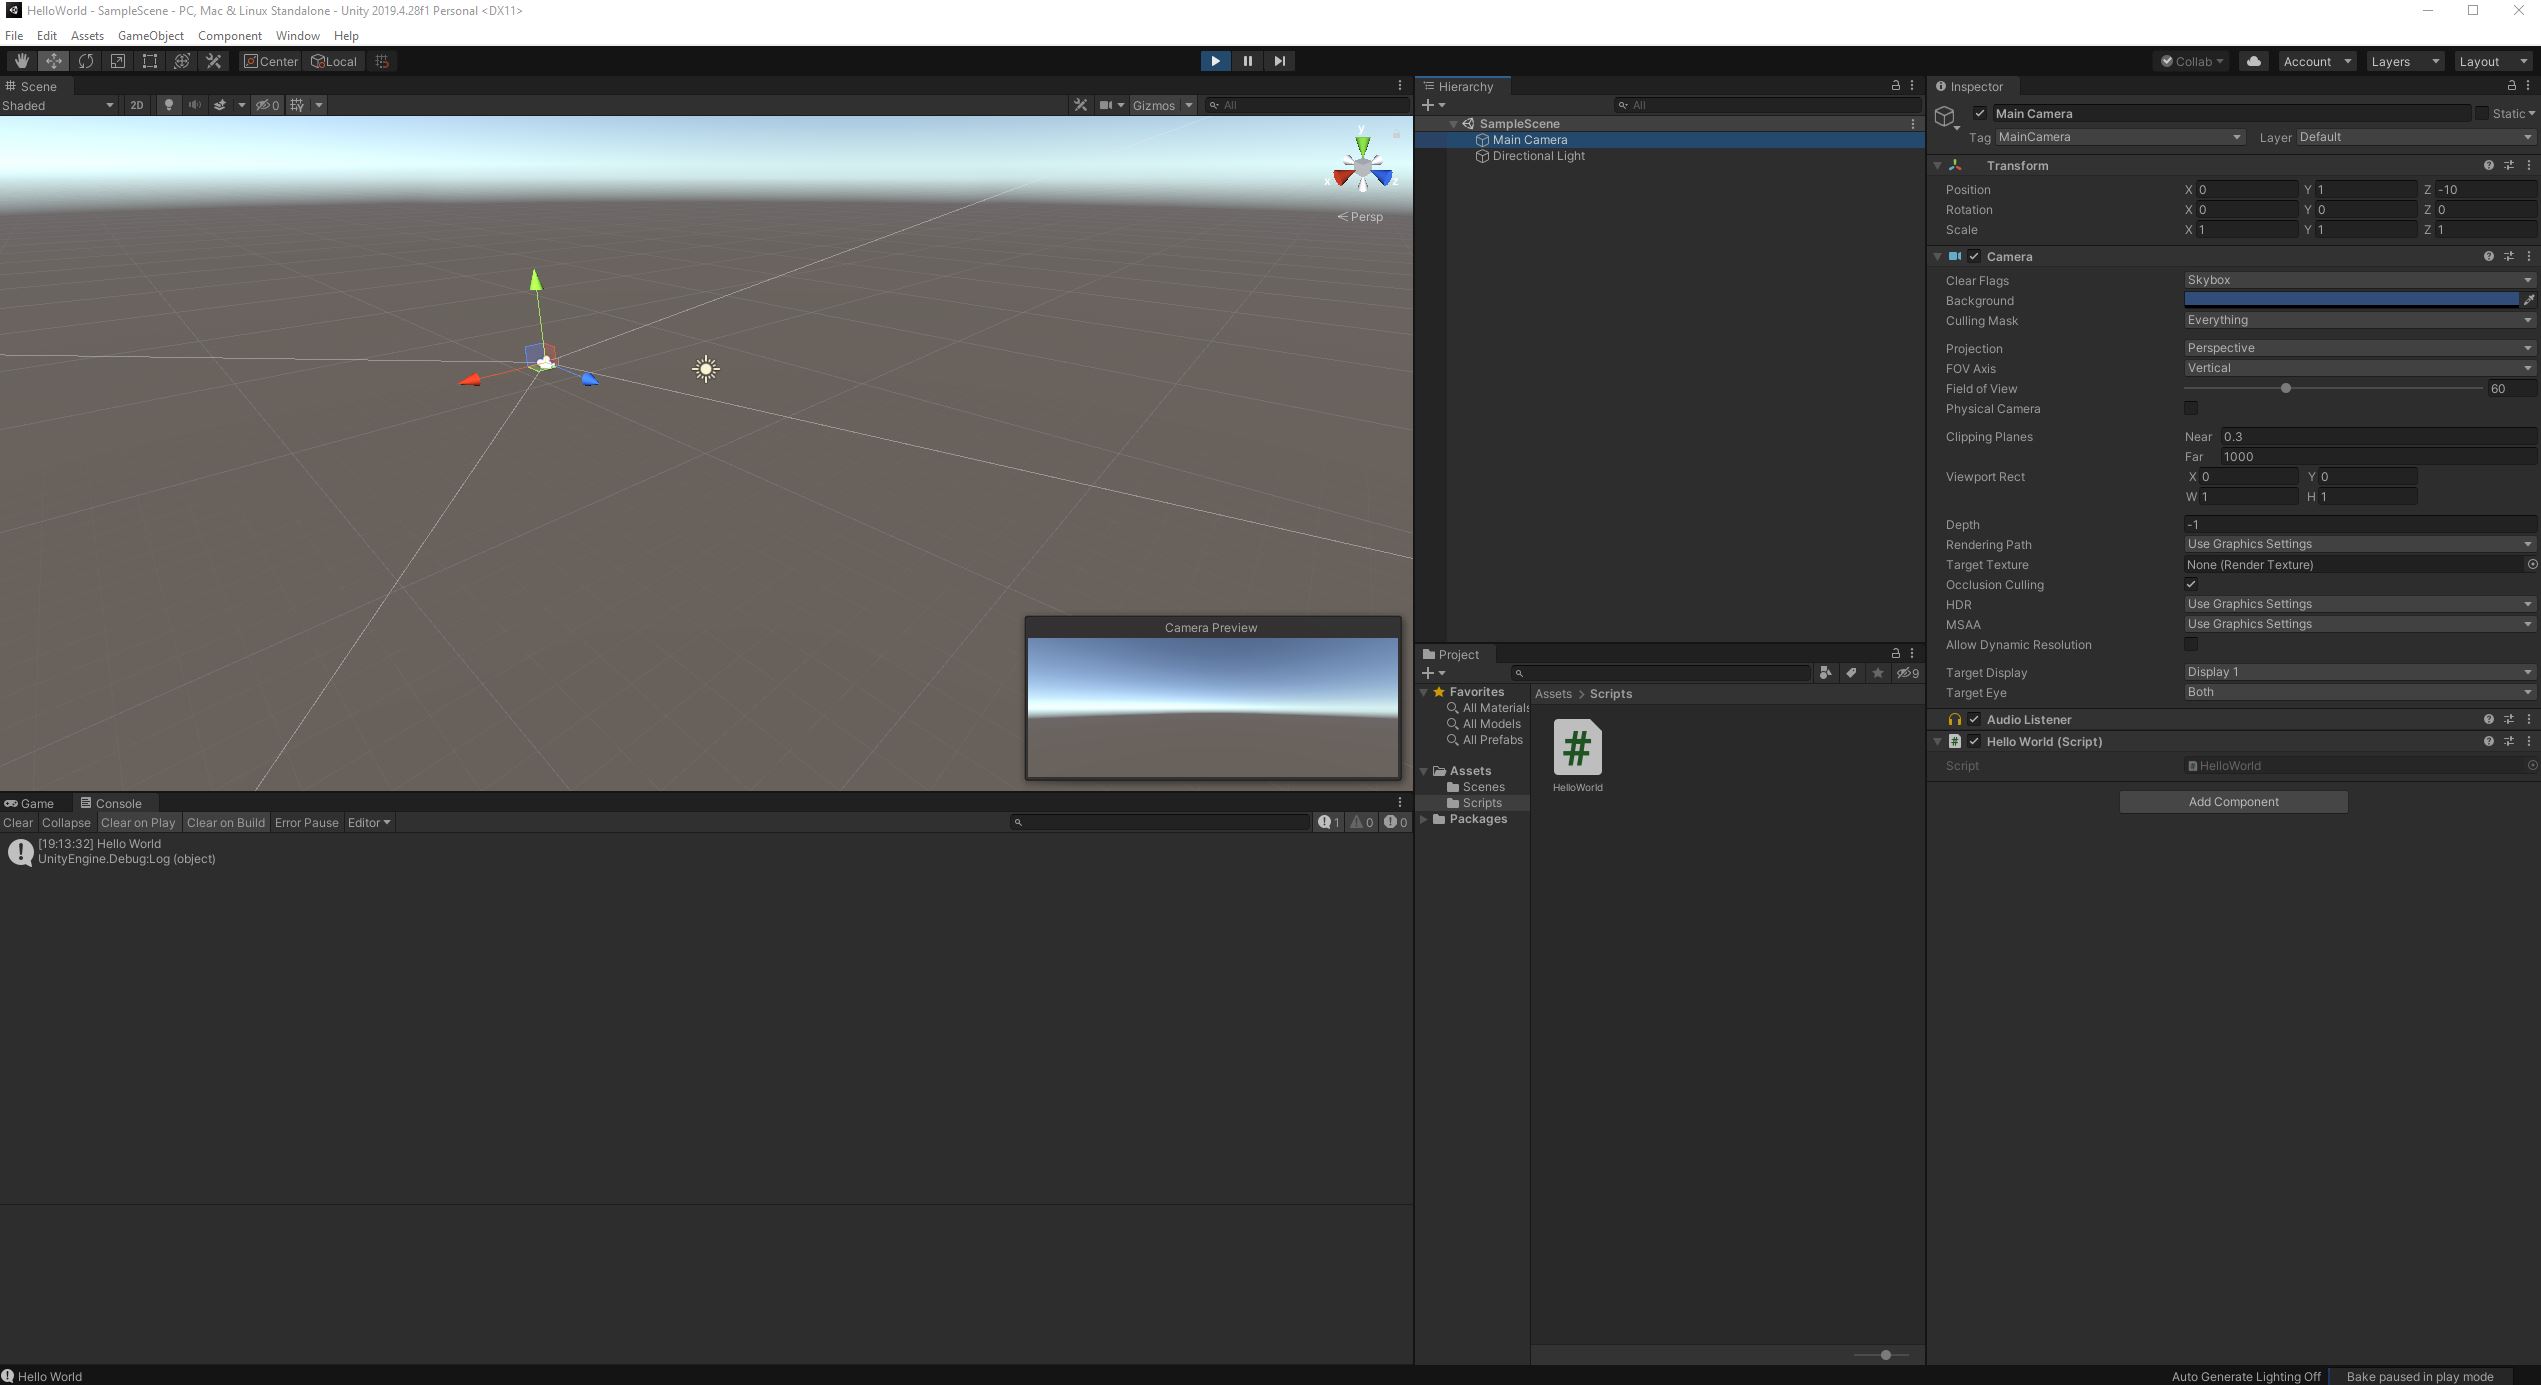 HelloWorld - SampleScene - PC, Mac & Linux Standalone - Unity 2019.4.28f1 Personal <DX11>
File Edit Assets GameObject Component Window Help
Center Local
Collab Account Layers Layout
Scene
Shaded 2D 0 Gizmos All
y
x z
Persp
Camera Preview
Game Console
Clear Collapse Clear on Play Clear on Build Error Pause Editor 1 0 0
[19:13:32] Hello World
UnityEngine.Debug:Log (object)
Hierarchy
All
SampleScene
Main Camera
Directional Light
Project
9
Favorites
All Materials
All Models
All Prefabs
Assets
Scenes
Scripts
Packages
Assets > Scripts
#
HelloWorld
Inspector
Main Camera Static
Tag MainCamera Layer Default
Transform
Position X 0 Y 1 Z -10
Rotation X 0 Y 0 Z 0
Scale X 1 Y 1 Z 1
Camera
Clear Flags Skybox
Background
Culling Mask Everything
Projection Perspective
FOV Axis Vertical
Field of View 60
Physical Camera
Clipping Planes Near 0.3
Far 1000
Viewport Rect X 0 Y 0
W 1 H 1
Depth -1
Rendering Path Use Graphics Settings
Target Texture None (Render Texture)
Occlusion Culling
HDR Use Graphics Settings
MSAA Use Graphics Settings
Allow Dynamic Resolution
Target Display Display 1
Target Eye Both
Audio Listener
# Hello World (Script)
Script HelloWorld
Add Component
Hello World
Auto Generate Lighting Off Bake paused in play mode